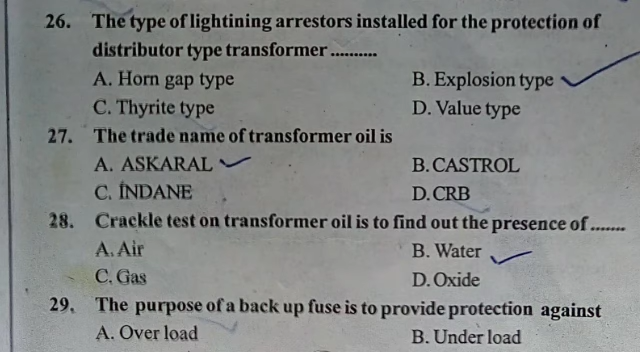 26. The type of lightining arrestors installed for the protection of
distributor type transformer ..........
A. Horn gap type B. Explosion type
C. Thyrite type D. Value type
27. The trade name of transformer oil is
A. ASKARAL B. CASTROL
C. INDANE D. CRB
28. Crackle test on transformer oil is to find out the presence of .......
A. Air B. Water
C. Gas D. Oxide
29. The purpose of a back up fuse is to provide protection against
A. Over load B. Under load